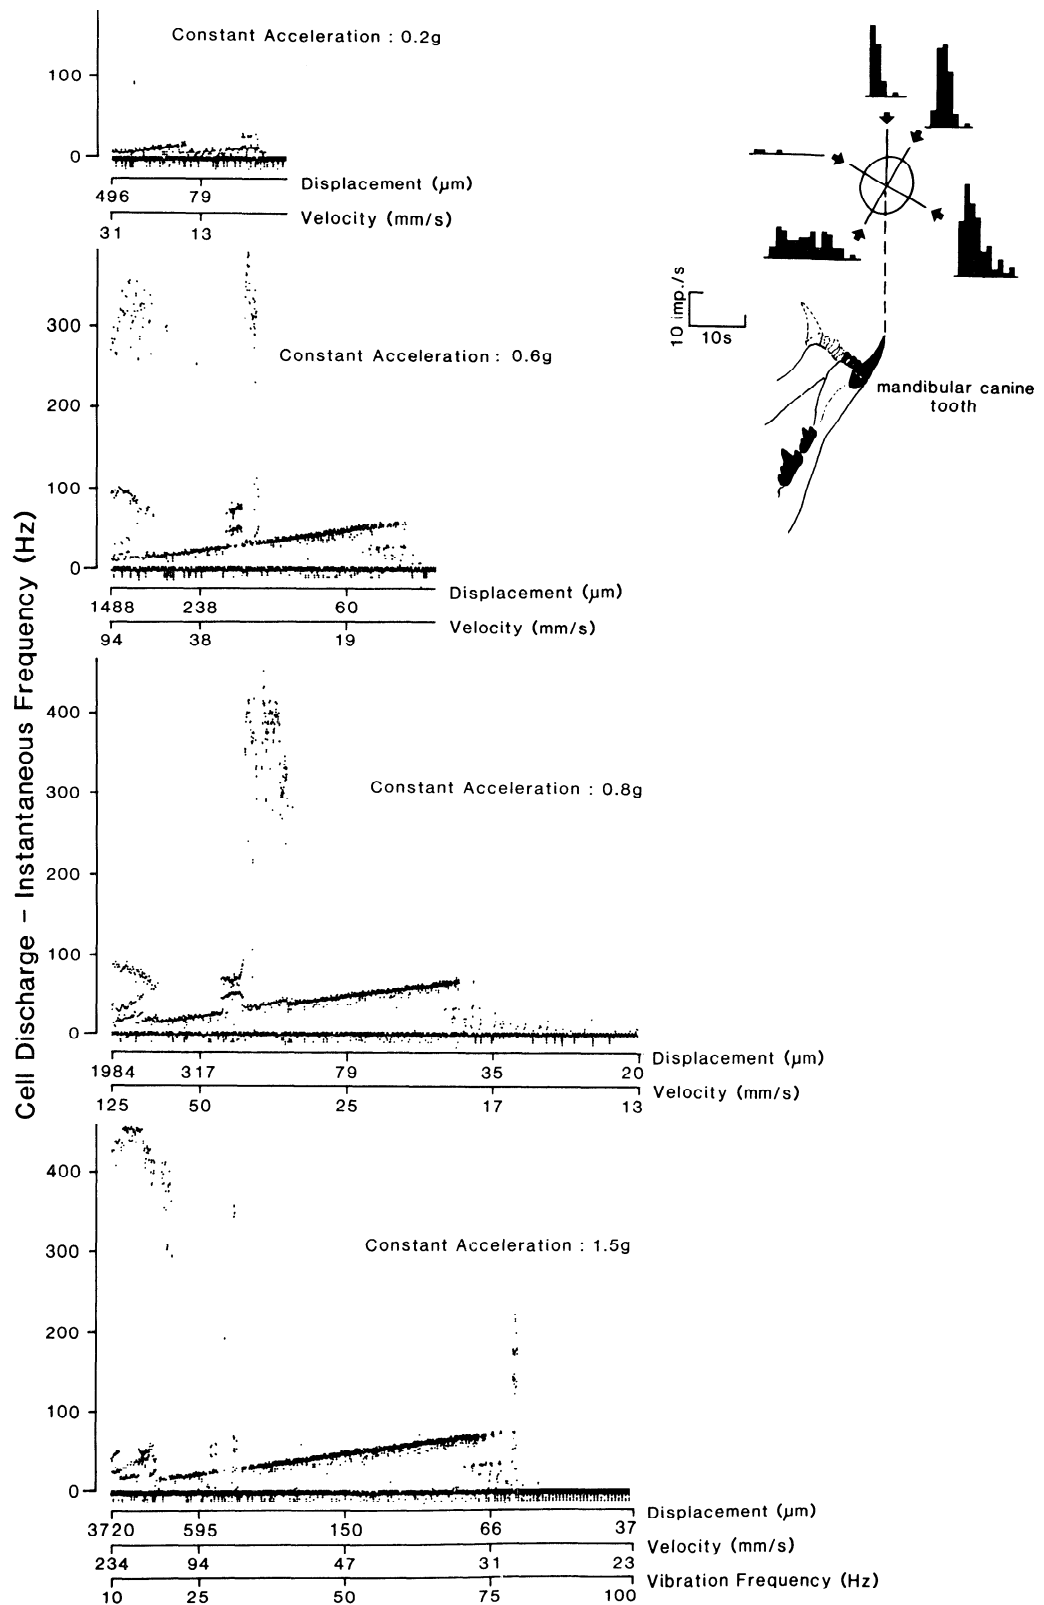 Constant Acceleration : 0.2g
100
0
Displacement (µm)
496 79
Velocity (mm/s)
31 13
10 imp./s
10s
mandibular canine
tooth
Cell Discharge – Instantaneous Frequency (Hz)
300
Constant Acceleration : 0.6g
200
100
0
Displacement (µm)
1488 238 60
Velocity (mm/s)
94 38 19
400
Constant Acceleration : 0.8g
300
200
100
0
Displacement (µm)
1984 317 79 35 20
Velocity (mm/s)
125 50 25 17 13
400
Constant Acceleration : 1.5g
300
200
100
0
Displacement (µm)
3720 595 150 66 37
Velocity (mm/s)
234 94 47 31 23
Vibration Frequency (Hz)
10 25 50 75 100